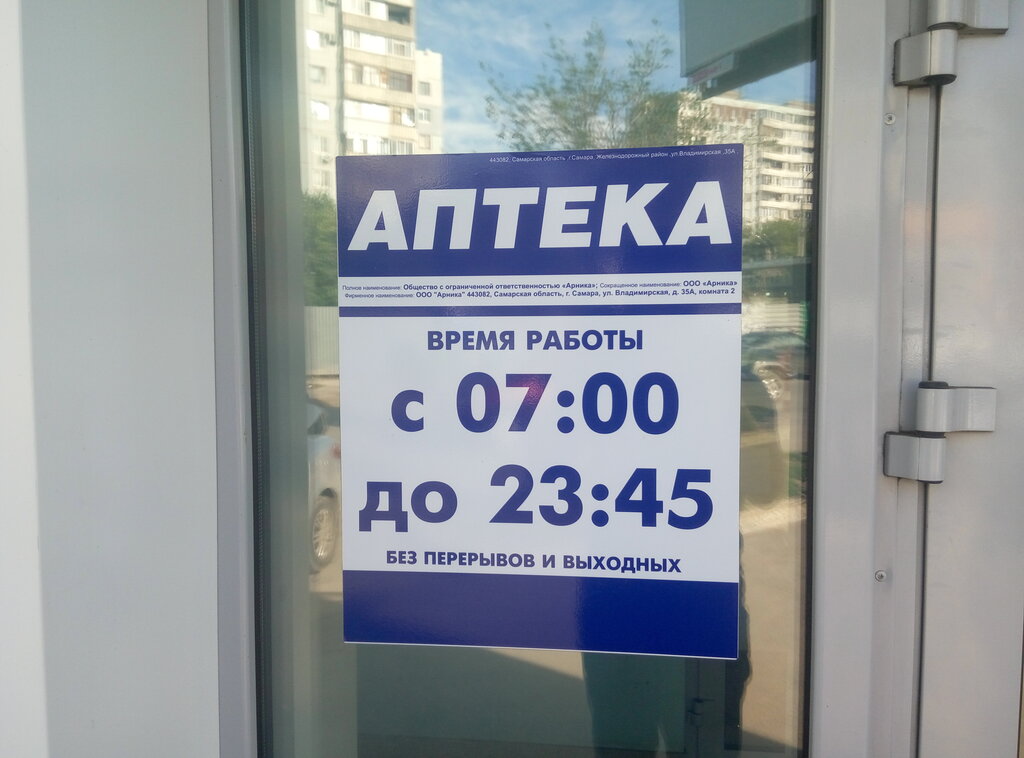 443082, Самарская область, г Самара, Железнодорожный район, ул.Владимирская ,35А
АПТЕКА
Полное наименование: Общество с ограниченной ответственностью «Арника»; Сокращенное наименование: ООО «Арника»
Фирменное наименование: ООО "Арника" 443082, Самарская область, г. Самара, ул. Владимирская, д. 35А, комната 2
ВРЕМЯ РАБОТЫ
с 07:00
до 23:45
БЕЗ ПЕРЕРЫВОВ И ВЫХОДНЫХ